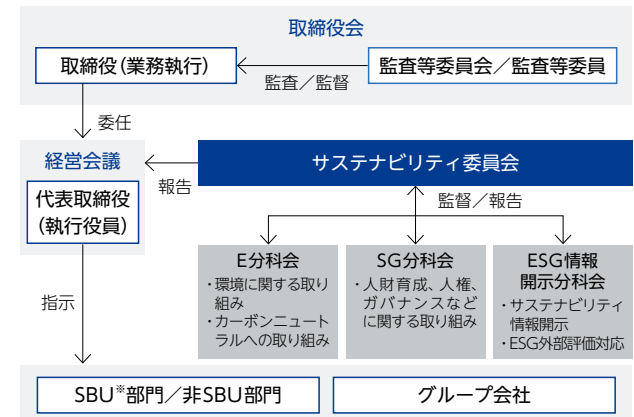 取締役会
取締役（業務執行）
監査等委員会／監査等委員
監査／監督
委任
経営会議
代表取締役
（執行役員）
報告
サステナビリティ委員会
監督／報告
E分科会
・環境に関する取り
組み
・カーボンニュート
ラルへの取り組み
SG分科会
・人財育成、人権、
ガバナンスなど
に関する取り組み
ESG情報
開示分科会
・サステナビリティ
情報開示
・ESG外部評価対応
指示
SBU※部門／非SBU部門
グループ会社